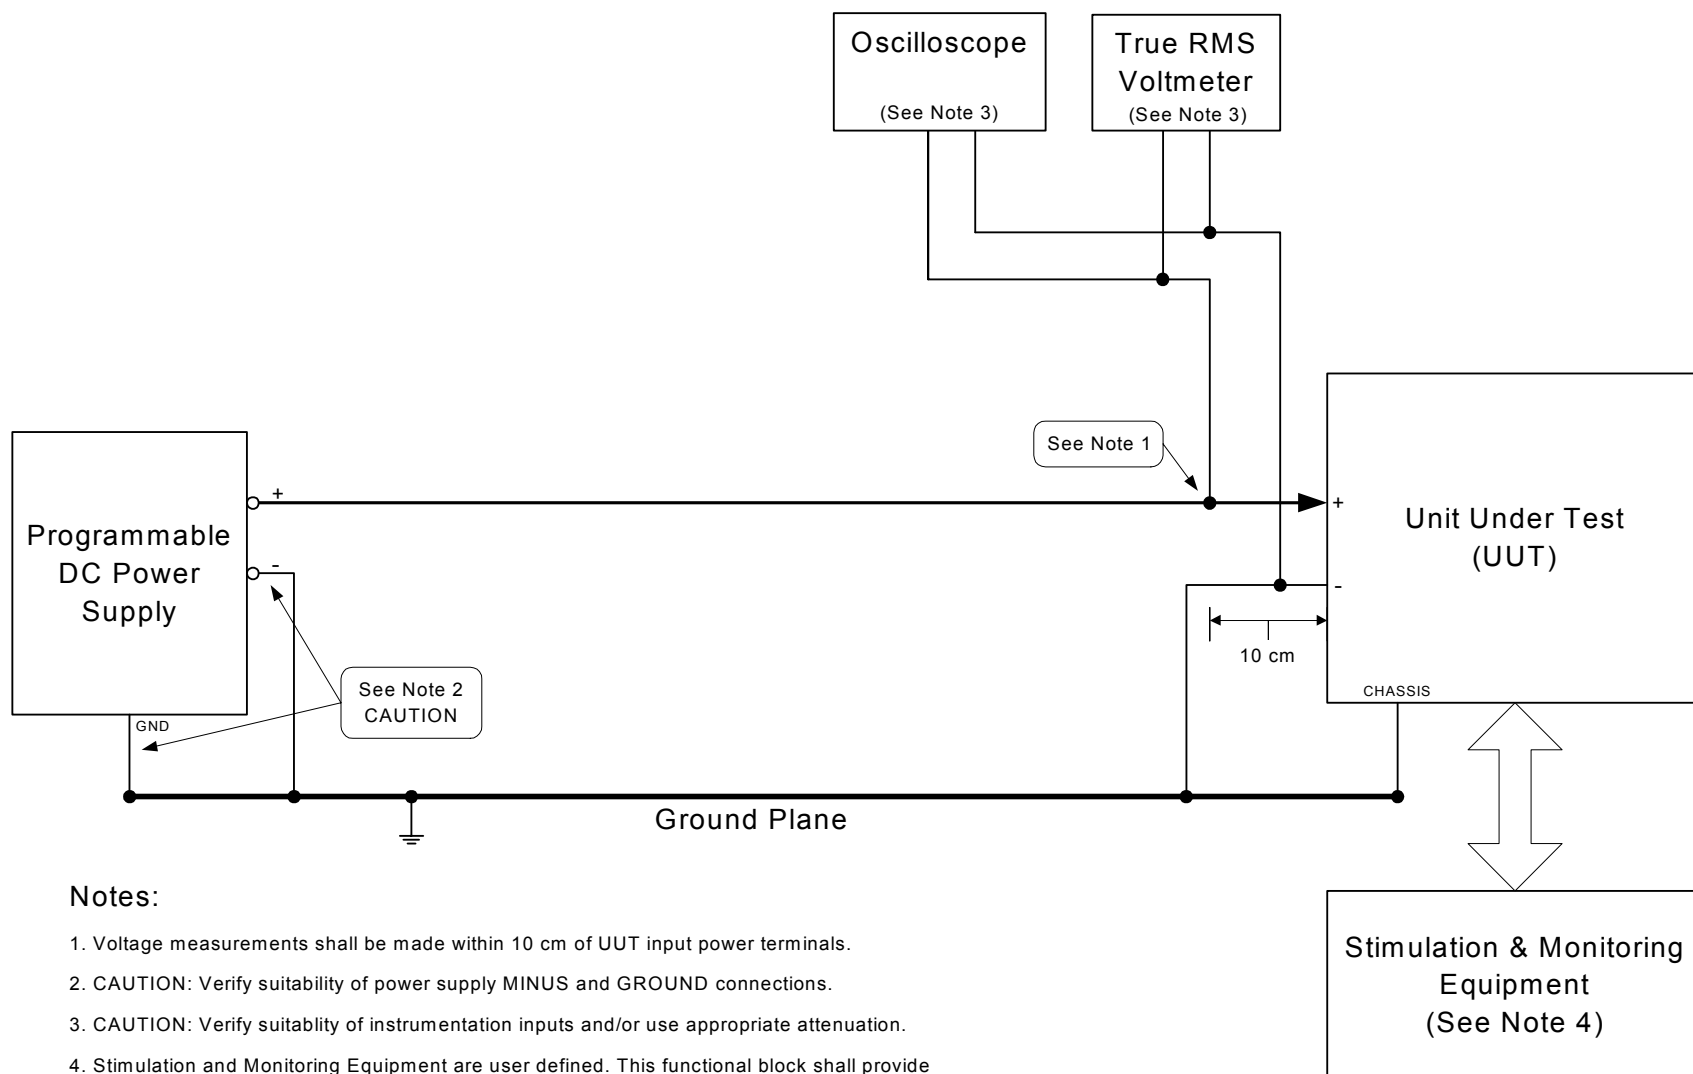 Oscilloscope
(See Note 3)
True RMS
Voltmeter
(See Note 3)
See Note 1
Programmable
DC Power
Supply
+
-
GND
See Note 2
CAUTION
+
-
Unit Under Test
(UUT)
10 cm
CHASSIS
Ground Plane
Notes:
1. Voltage measurements shall be made within 10 cm of UUT input power terminals.
2. CAUTION: Verify suitability of power supply MINUS and GROUND connections.
3. CAUTION: Verify suitablity of instrumentation inputs and/or use appropriate attenuation.
4. Stimulation and Monitoring Equipment are user defined. This functional block shall provide
Stimulation & Monitoring
Equipment
(See Note 4)